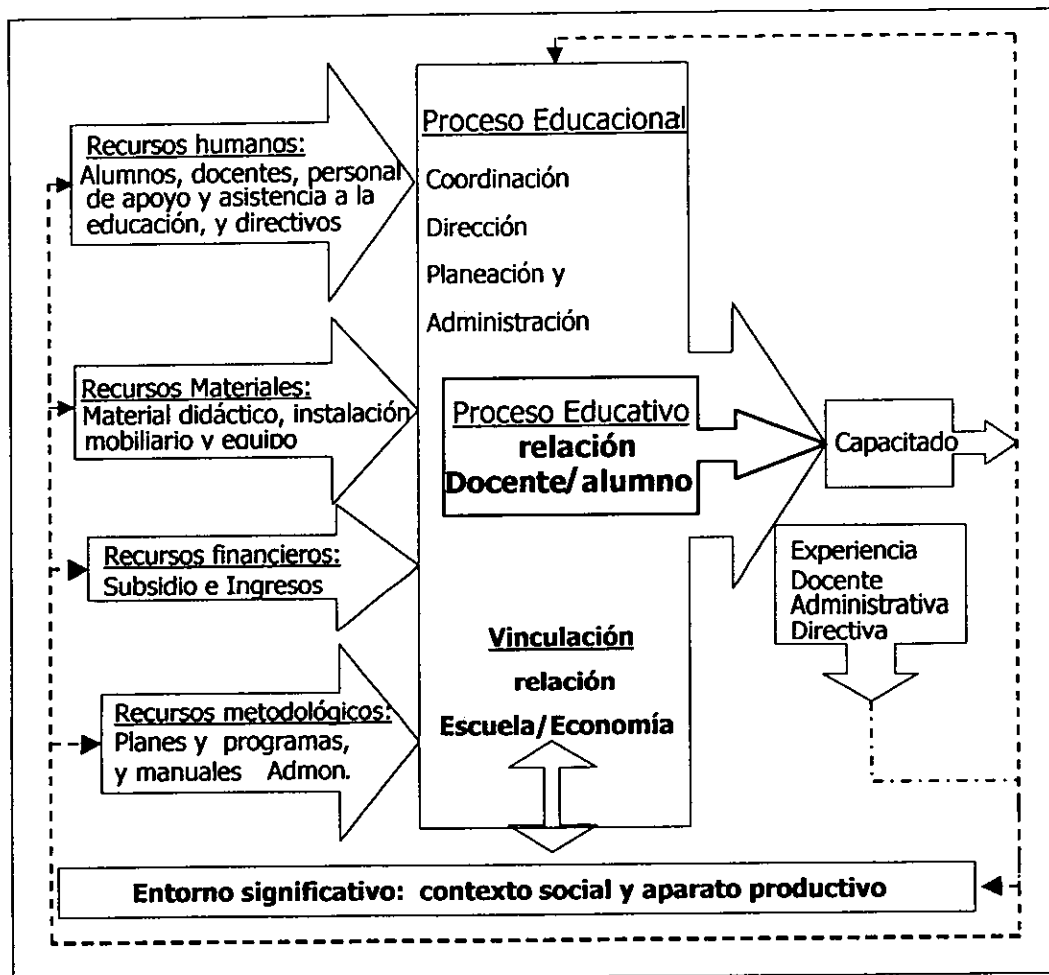 Recursos humanos:
Alumnos, docentes, personal
de apoyo y asistencia a la
educación, y directivos
Recursos Materiales:
Material didáctico, instalación
mobiliario y equipo
Recursos financieros:
Subsidio e Ingresos
Recursos metodológicos:
Planes y programas,
y manuales Admon.
Proceso Educacional
Coordinación
Dirección
Planeación y
Administración
Proceso Educativo
relación
Docente/alumno
Vinculación
relación
Escuela/Economía
Capacitado
Experiencia
Docente
Administrativa
Directiva
Entorno significativo: contexto social y aparato productivo